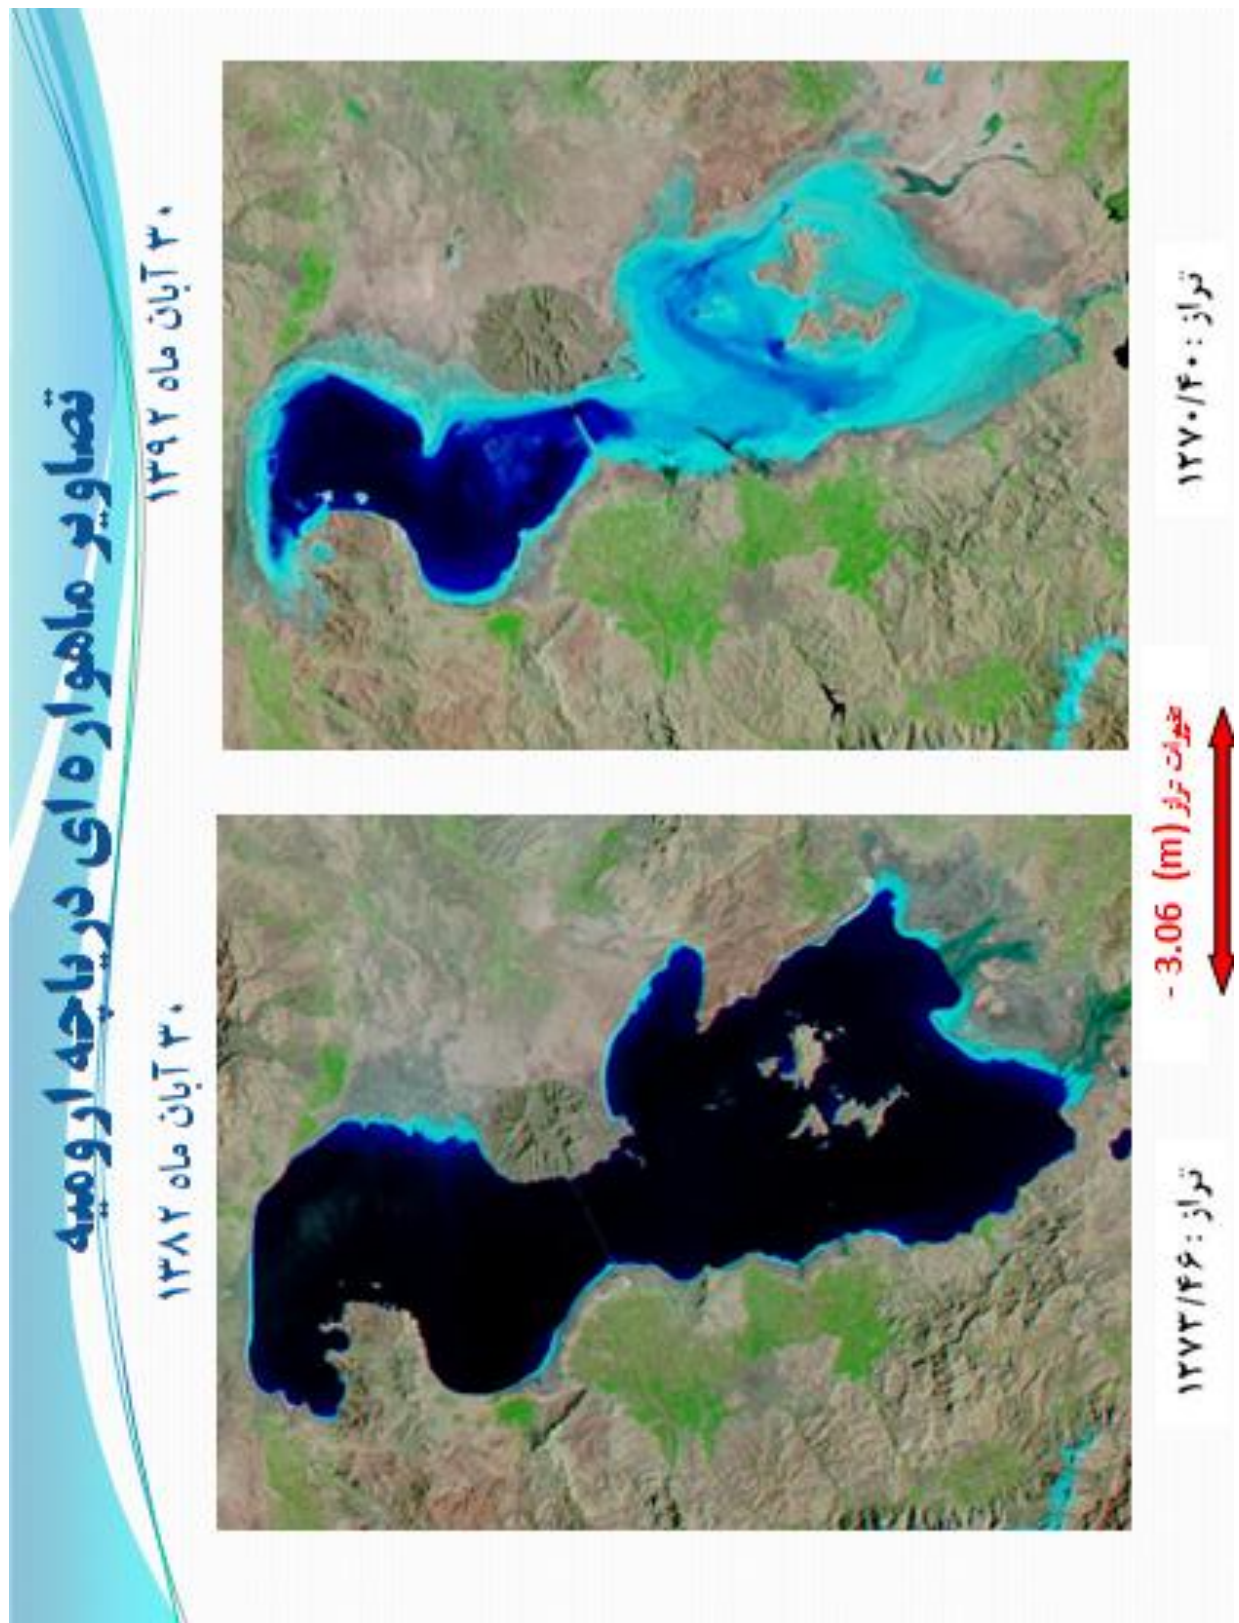 تصاویر ماهواره ای دریاچه ارومیه
۳۰ آبان ماه ۱۳۹۲
۳۰ آبان ماه ۱۳۸۲
تراز : ۱۲۷۰/۴۰
تغییرات تراز (m) - 3.06
تراز : ۱۲۷۳/۴۶